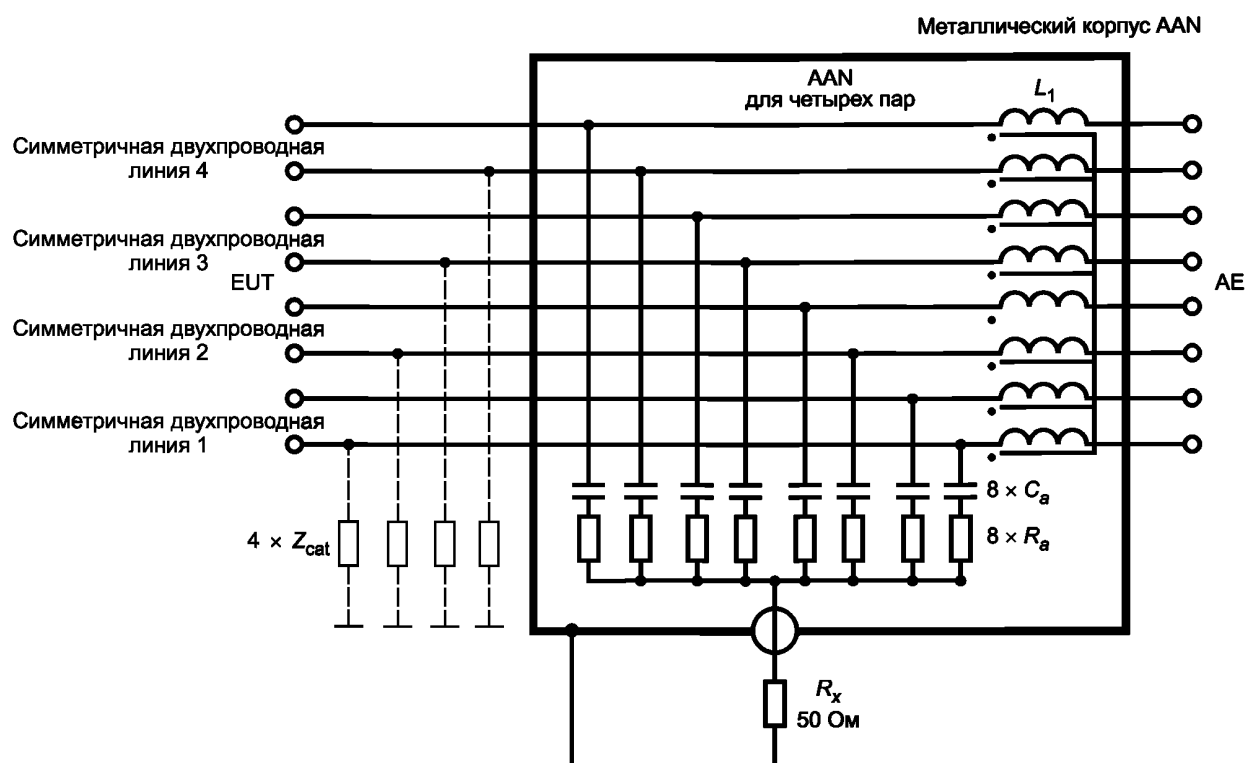 Металлический корпус AAN
AAN
для четырех пар
L1
Симметричная двухпроводная
линия 4
Симметричная двухпроводная
линия 3
EUT
AE
Симметричная двухпроводная
линия 2
Симметричная двухпроводная
линия 1
8 × Ca
4 × Zcat
8 × Ra
Rx
50 Ом